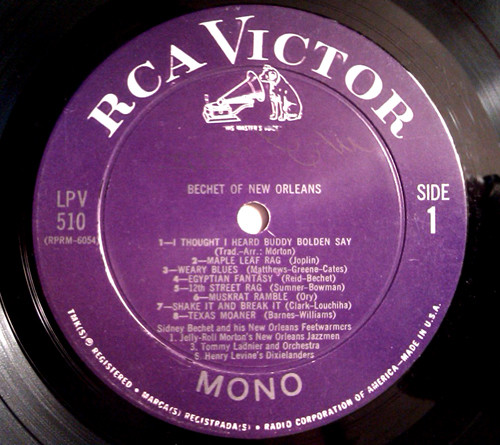 RCA VICTOR
"HIS MASTER'S VOICE"
BECHET OF NEW ORLEANS
LPV
510
(RPRM-6054)
SIDE
1
1—I THOUGHT I HEARD BUDDY BOLDEN SAY
(Trad.-Arr.: Morton)
2—MAPLE LEAF RAG (Joplin)
3—WEARY BLUES (Matthews-Greene-Cates)
4—EGYPTIAN FANTASY (Reid-Bechet)
5—12th STREET RAG (Sumner-Bowman)
6—MUSKRAT RAMBLE (Ory)
7—SHAKE IT AND BREAK IT (Clark-Louchiha)
8—TEXAS MOANER (Barnes-Williams)
Sidney Bechet and his New Orleans Feetwarmers
1. Jelly-Roll Morton's New Orleans Jazzmen
3. Tommy Ladnier and Orchestra
5. Henry Levine's Dixielanders
MONO
TMK(S) ® REGISTERED • MARCA(S) REGISTRADA(S) • RADIO CORPORATION OF AMERICA—MADE IN U.S.A.